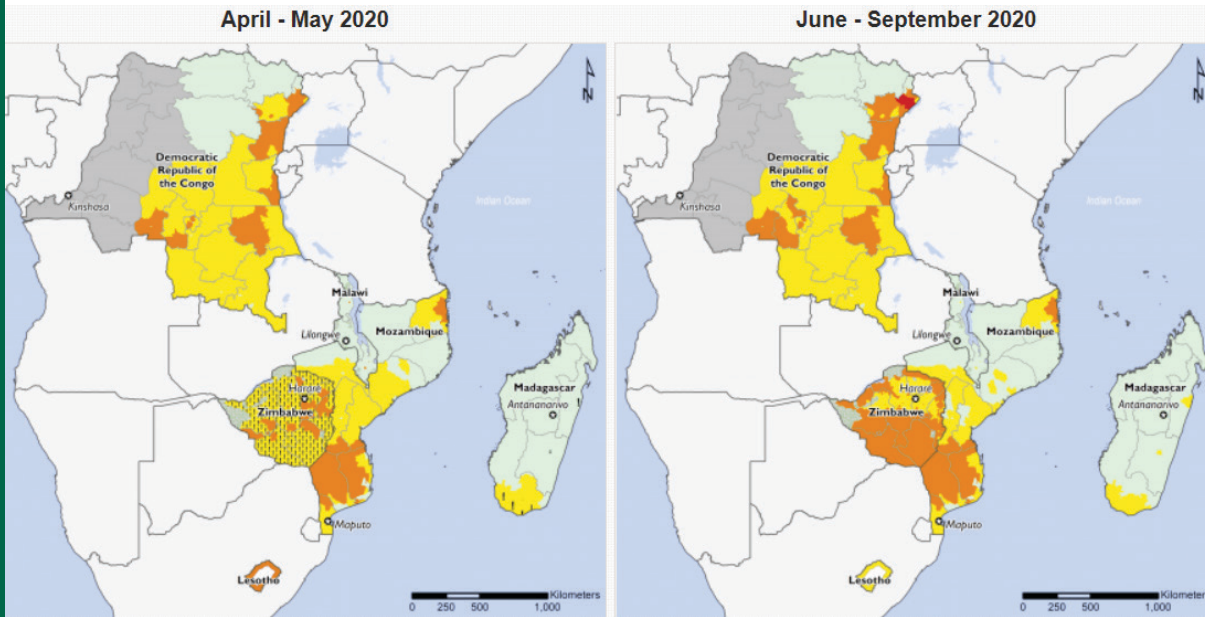 April - May 2020
Democratic
Republic of
the Congo
Kinshasa
Indian Ocean
Malawi
Lilongwe
Mozambique
Harare
Zimbabwe
Madagascar
Antananarivo
Maputo
Lesotho
N
Kilometers
0 250 500 1,000
June - September 2020
Democratic
Republic of
the Congo
Kinshasa
Indian Ocean
Malawi
Lilongwe
Mozambique
Harare
Zimbabwe
Madagascar
Antananarivo
Maputo
Lesotho
N
Kilometers
0 250 500 1,000